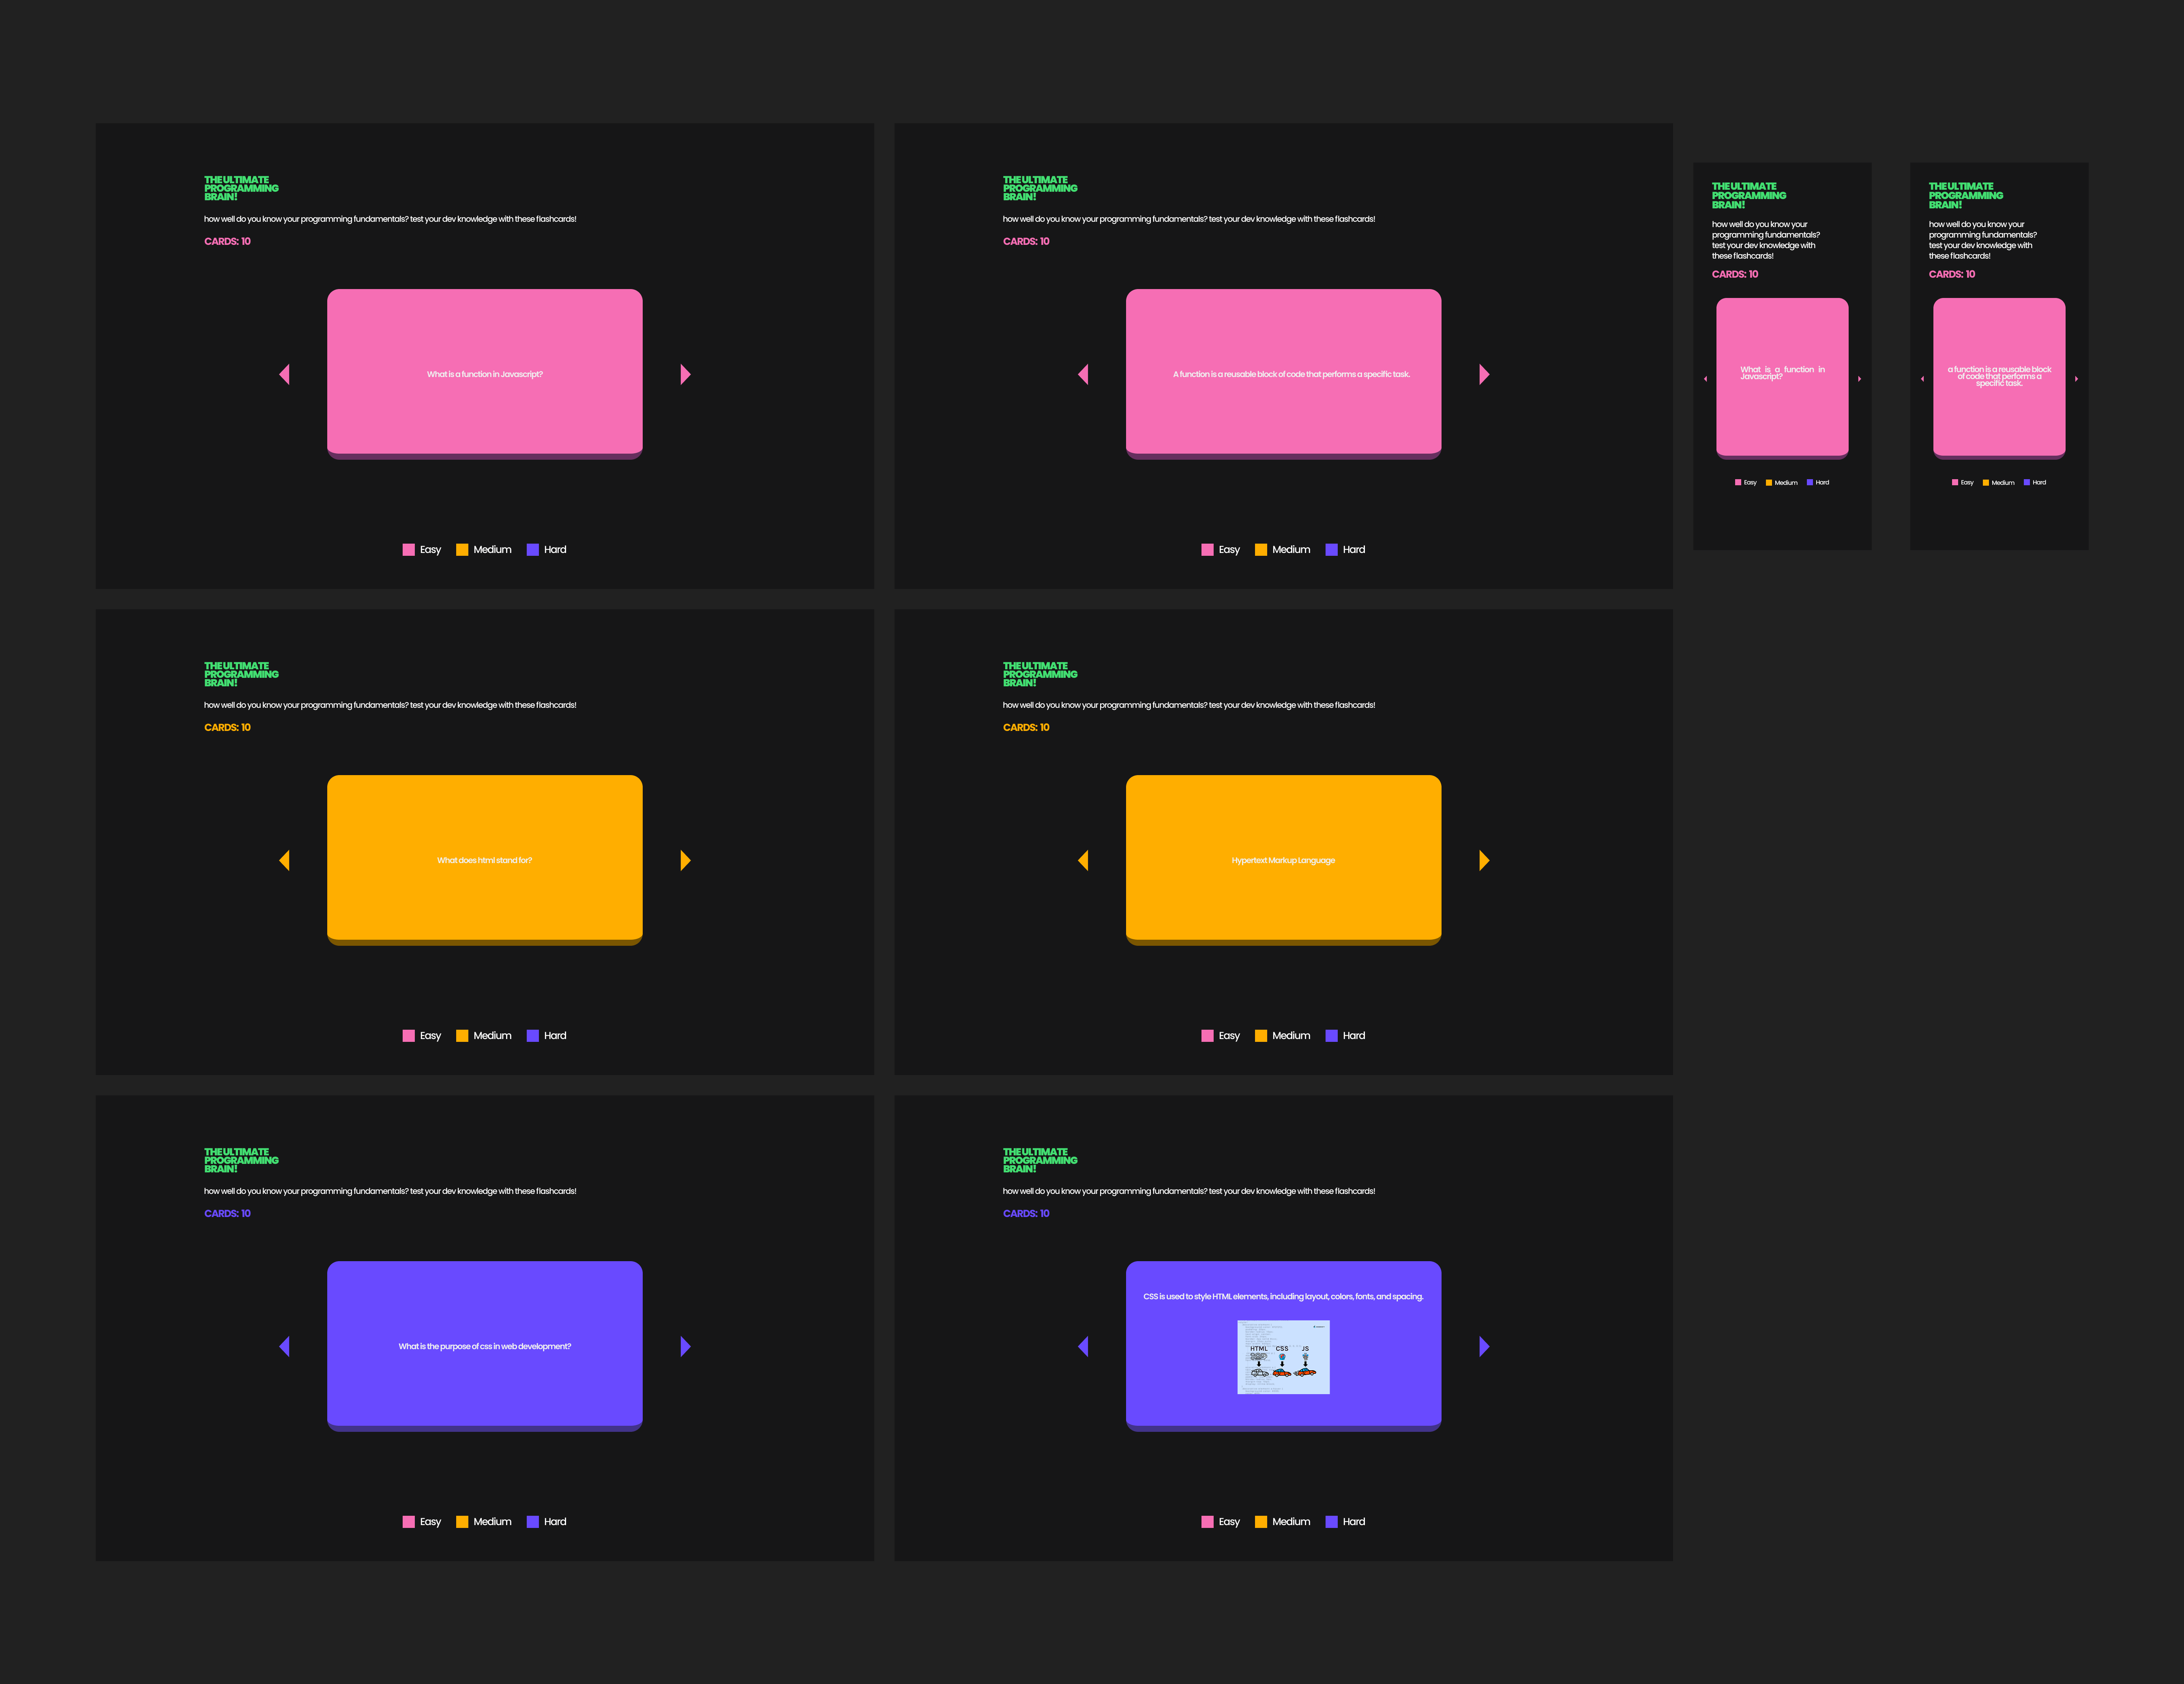 THE ULTIMATE
PROGRAMMING
BRAIN!
how well do you know your programming fundamentals? test your dev knowledge with these flashcards!
CARDS: 10
What is a function in Javascript?
Easy Medium Hard
THE ULTIMATE
PROGRAMMING
BRAIN!
how well do you know your programming fundamentals? test your dev knowledge with these flashcards!
CARDS: 10
A function is a reusable block of code that performs a specific task.
Easy Medium Hard
THE ULTIMATE
PROGRAMMING
BRAIN!
how well do you know your
programming fundamentals?
test your dev knowledge with
these flashcards!
CARDS: 10
What is a function in
Javascript?
Easy Medium Hard
THE ULTIMATE
PROGRAMMING
BRAIN!
how well do you know your
programming fundamentals?
test your dev knowledge with
these flashcards!
CARDS: 10
a function is a reusable block
of code that performs a
specific task.
Easy Medium Hard
THE ULTIMATE
PROGRAMMING
BRAIN!
how well do you know your programming fundamentals? test your dev knowledge with these flashcards!
CARDS: 10
What does html stand for?
Easy Medium Hard
THE ULTIMATE
PROGRAMMING
BRAIN!
how well do you know your programming fundamentals? test your dev knowledge with these flashcards!
CARDS: 10
Hypertext Markup Language
Easy Medium Hard
THE ULTIMATE
PROGRAMMING
BRAIN!
how well do you know your programming fundamentals? test your dev knowledge with these flashcards!
CARDS: 10
What is the purpose of css in web development?
Easy Medium Hard
THE ULTIMATE
PROGRAMMING
BRAIN!
how well do you know your programming fundamentals? test your dev knowledge with these flashcards!
CARDS: 10
CSS is used to style HTML elements, including layout, colors, fonts, and spacing.
HTML CSS JS
Easy Medium Hard